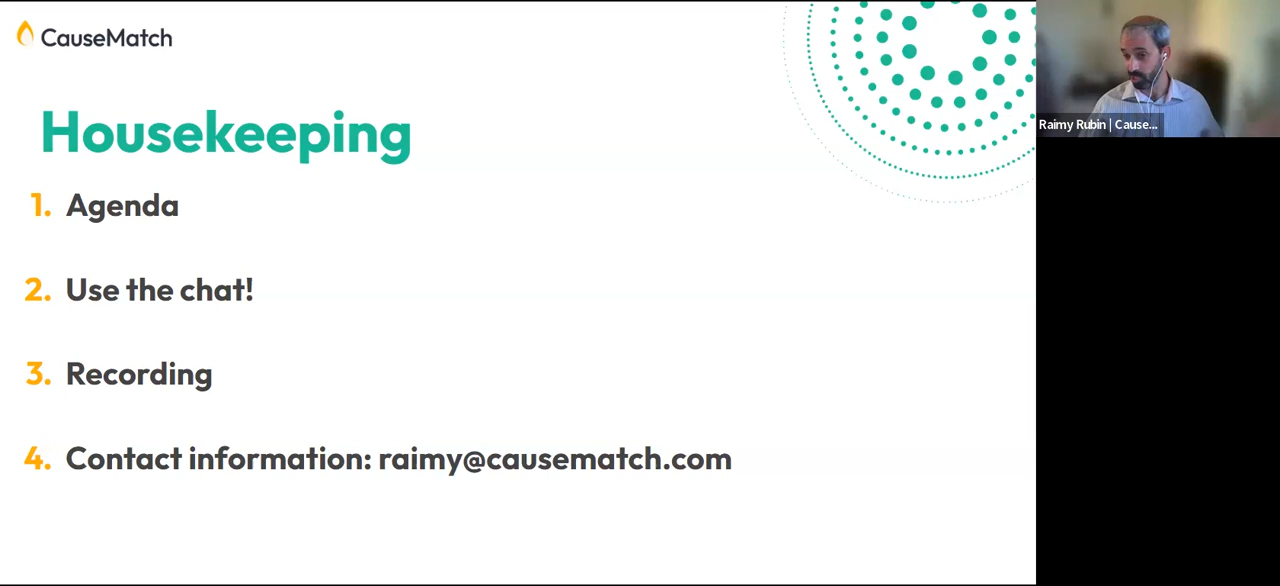 CauseMatch
Housekeeping
1. Agenda
2. Use the chat!
3. Recording
4. Contact information: raimy@causematch.com
Raimy Rubin | Cause...